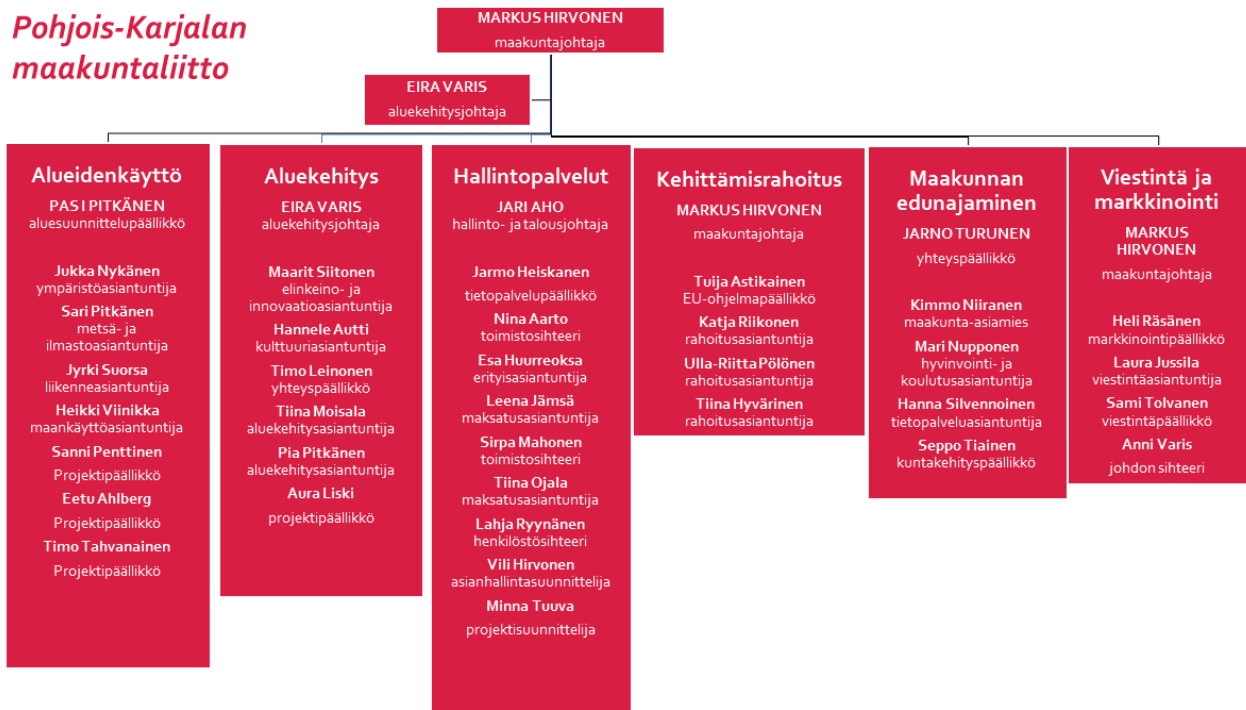 Pohjois-Karjalan
maakuntaliitto
MARKUS HIRVONEN
maakuntajohtaja
EIRA VARIS
aluekehitysjohtaja
Alueidenkäyttö
PASI PITKÄNEN
aluesuunnittelupäällikkö
Jukka Nykänen
ympäristöasiantuntija
Sari Pitkänen
metsä- ja
ilmastoasiantuntija
Jyrki Suorsa
liikenneasiantuntija
Heikki Viinikka
maankäyttöasiantuntija
Sanni Penttinen
Projektipäällikkö
Eetu Ahlberg
Projektipäällikkö
Timo Tahvanainen
Projektipäällikkö
Aluekehitys
EIRA VARIS
aluekehitysjohtaja
Maarit Siitonen
elinkeino- ja
innovaatioasiantuntija
Hannele Autti
kulttuuriasiantuntija
Timo Leinonen
yhteyspäällikkö
Tiina Moisala
aluekehitysasiantuntija
Pia Pitkänen
aluekehitysasiantuntija
Aura Liski
projektipäällikkö
Hallintopalvelut
JARI AHO
hallinto- ja talousjohtaja
Jarmo Heiskanen
tietopalvelupäällikkö
Nina Aarto
toimistosihteeri
Esa Huurreoksa
erityisasiantuntija
Leena Jämsä
maksatusasiantuntija
Sirpa Mahonen
toimistosihteeri
Tiina Ojala
maksatusasiantuntija
Lahja Ryynänen
henkilöstösihteeri
Vili Hirvonen
asianhallintasuunnittelija
Minna Tuuva
projektisuunnittelija
Kehittämisrahoitus
MARKUS HIRVONEN
maakuntajohtaja
Tuija Astikainen
EU-ohjelmapäällikkö
Katja Riikonen
rahoitusasiantuntija
Ulla-Riitta Pölönen
rahoitusasiantuntija
Tiina Hyvärinen
rahoitusasiantuntija
Maakunnan
edunajaminen
JARNO TURUNEN
yhteyspäällikkö
Kimmo Niiranen
maakunta-asiamies
Mari Nupponen
hyvinvointi- ja
koulutusasiantuntija
Hanna Silvennoinen
tietopalveluasiantuntija
Seppo Tiainen
kuntakehityspäällikkö
Viestintä ja
markkinointi
MARKUS
HIRVONEN
maakuntajohtaja
Heli Räsänen
markkinointipäällikkö
Laura Jussila
viestintäasiantuntija
Sami Tolvanen
viestintäpäällikkö
Anni Varis
johdon sihteeri